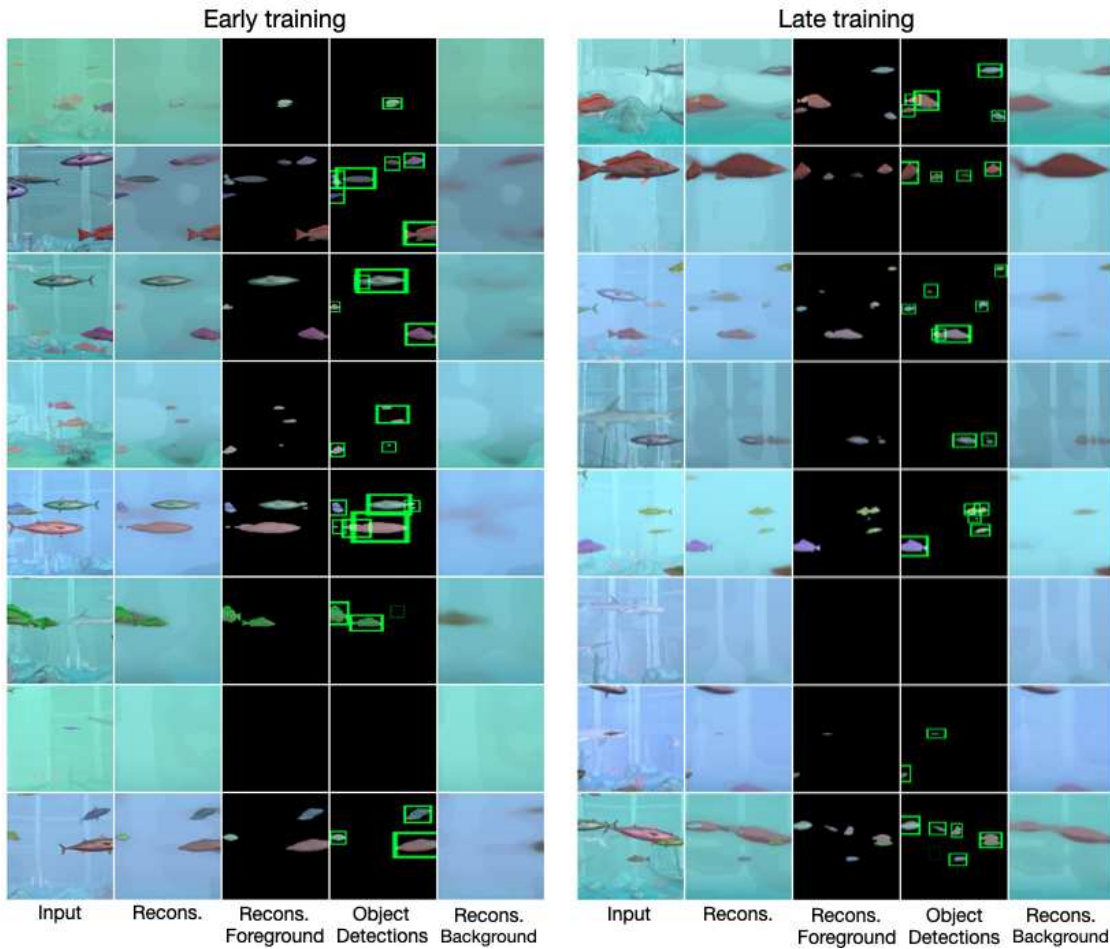 Early training
Late training
Input
Recons.
Recons.
Foreground
Object
Detections
Recons.
Background
Input
Recons.
Recons.
Foreground
Object
Detections
Recons.
Background